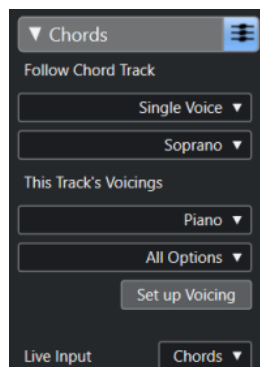 Chords
Follow Chord Track
Single Voice
Soprano
This Track's Voicings
Piano
All Options
Set up Voicing
Live Input Chords